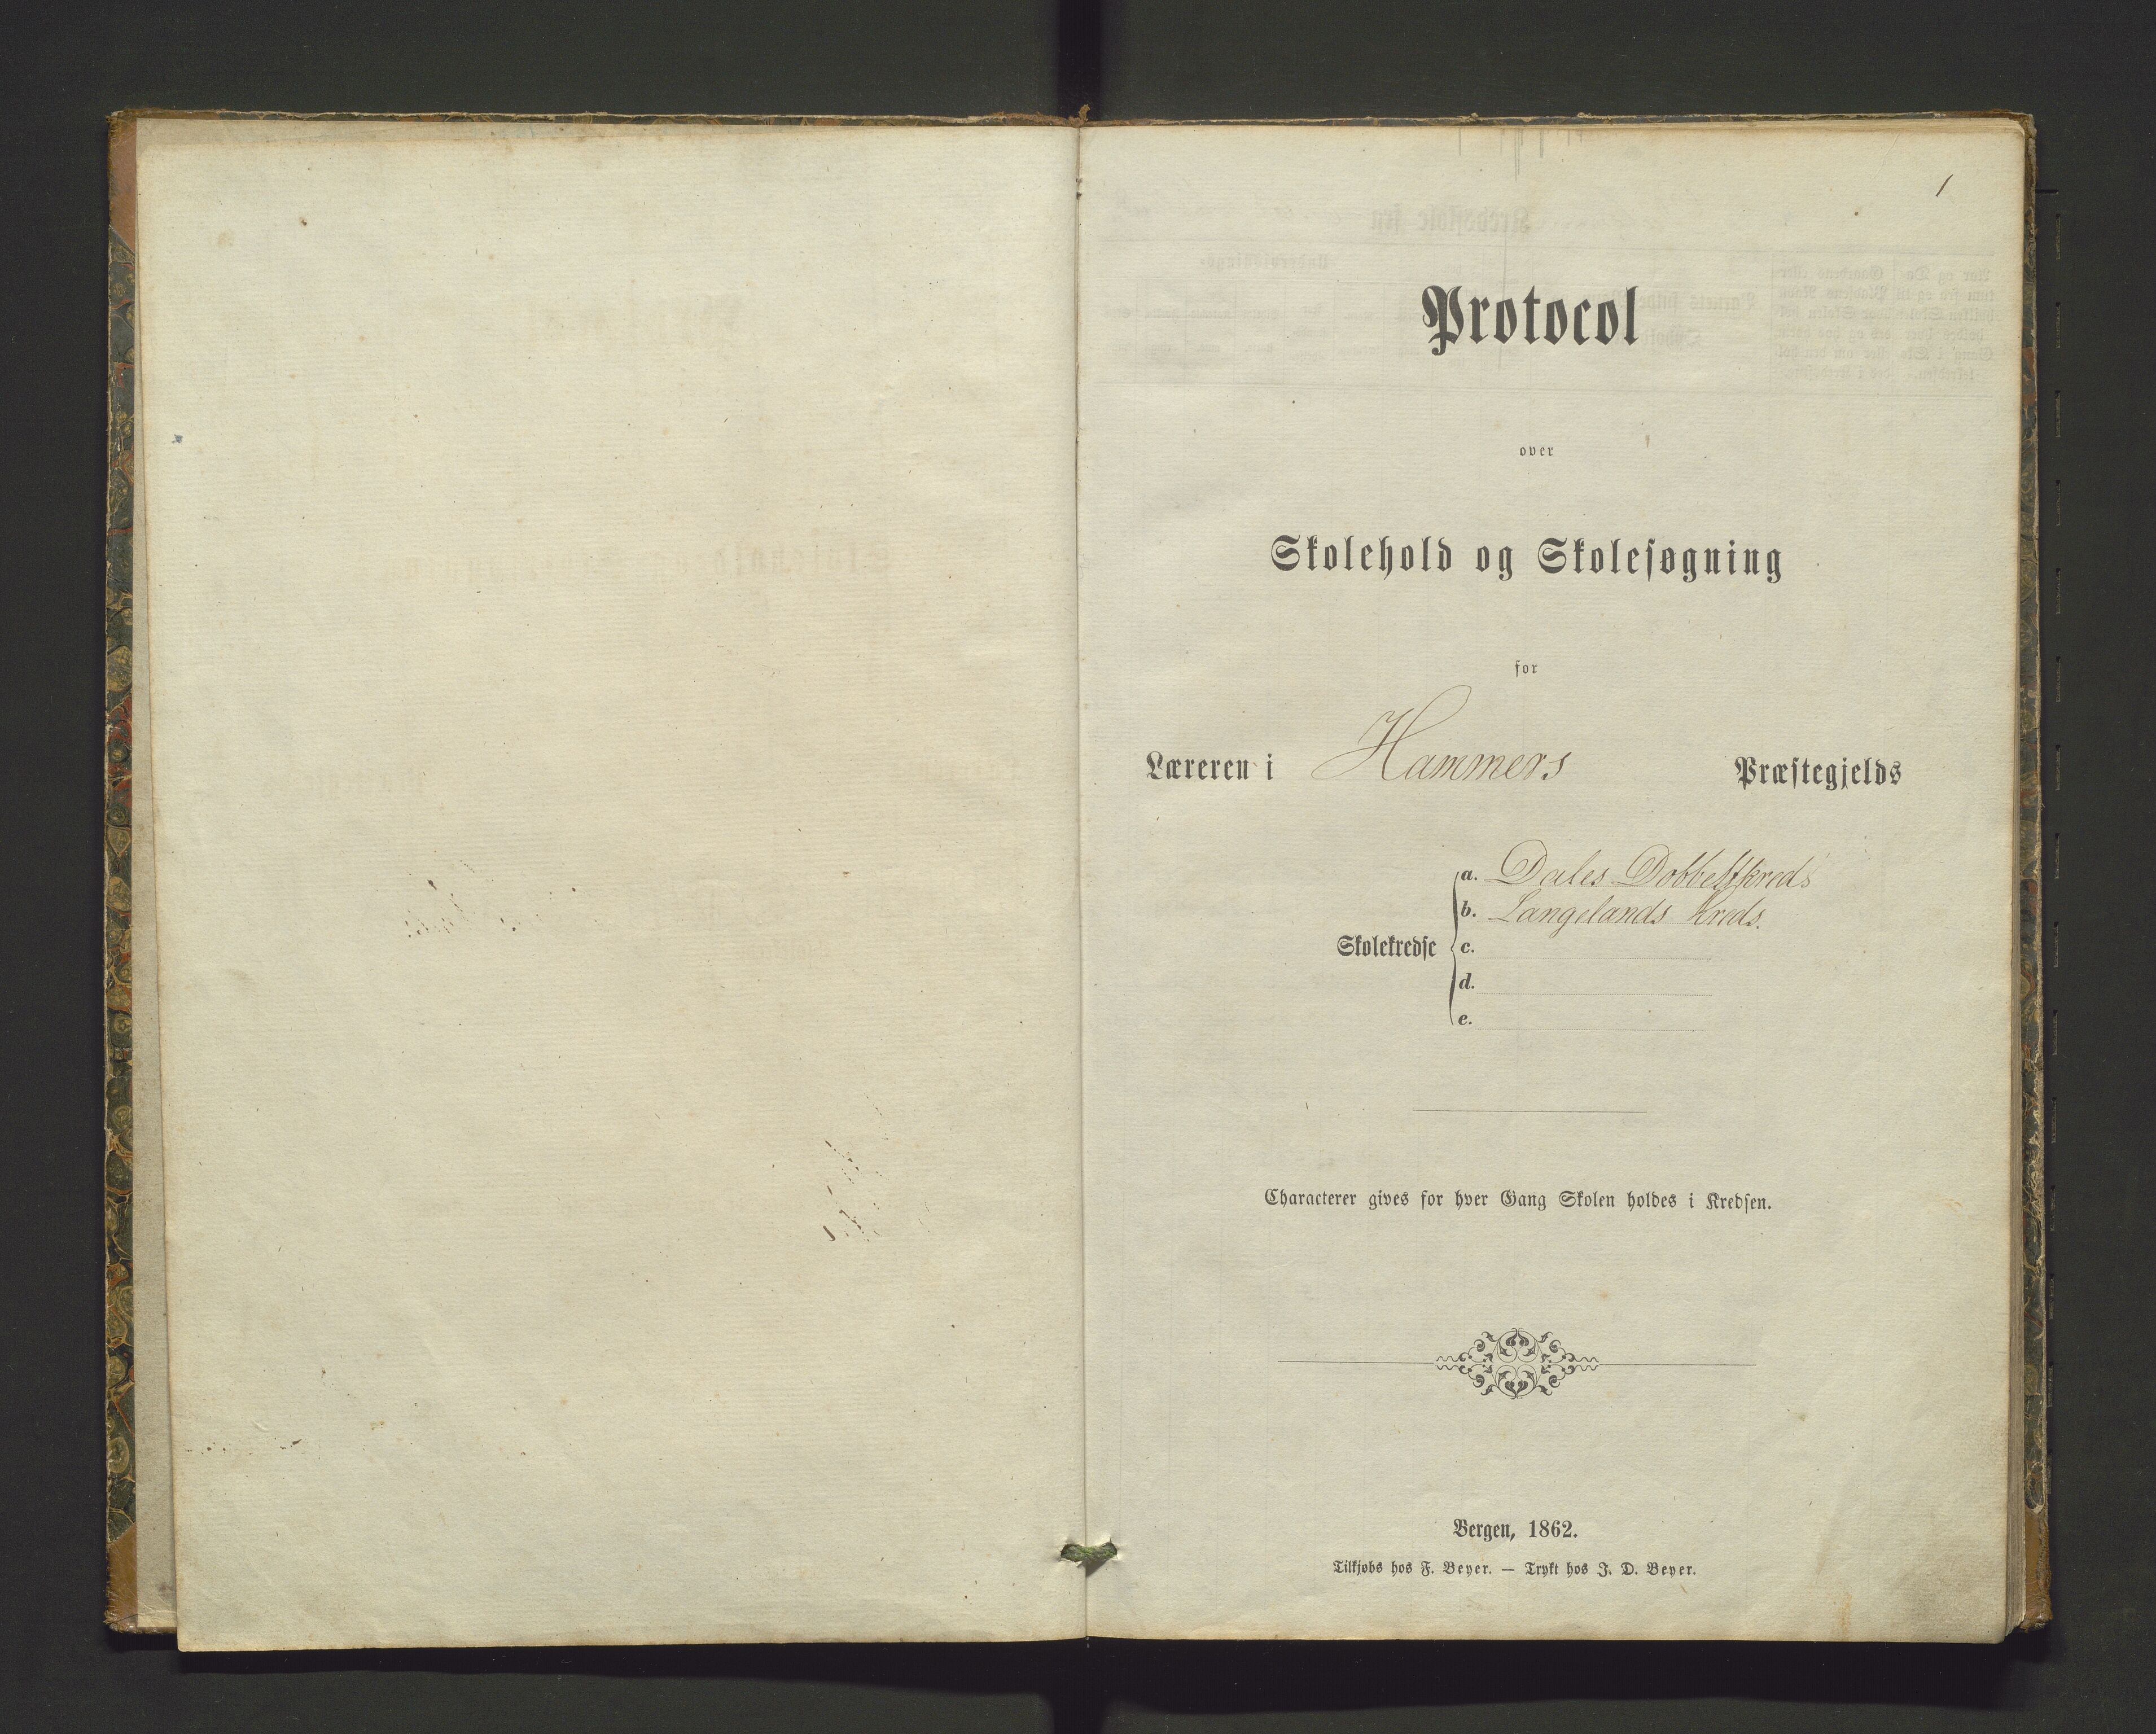 1
Protocol
over
Skolehold og Skolesøgning
for
Læreren i Hammers Præstegjelds
Skolekredse
a. Dales Dobbeltkreds
b. Langelands Kreds.
c.
d.
e.
Characterer gives for hver Gang Skolen holdes i Kredsen.
Bergen, 1862.
Tilkjøbs hos F. Beyer. — Trykt hos J. D. Beyer.